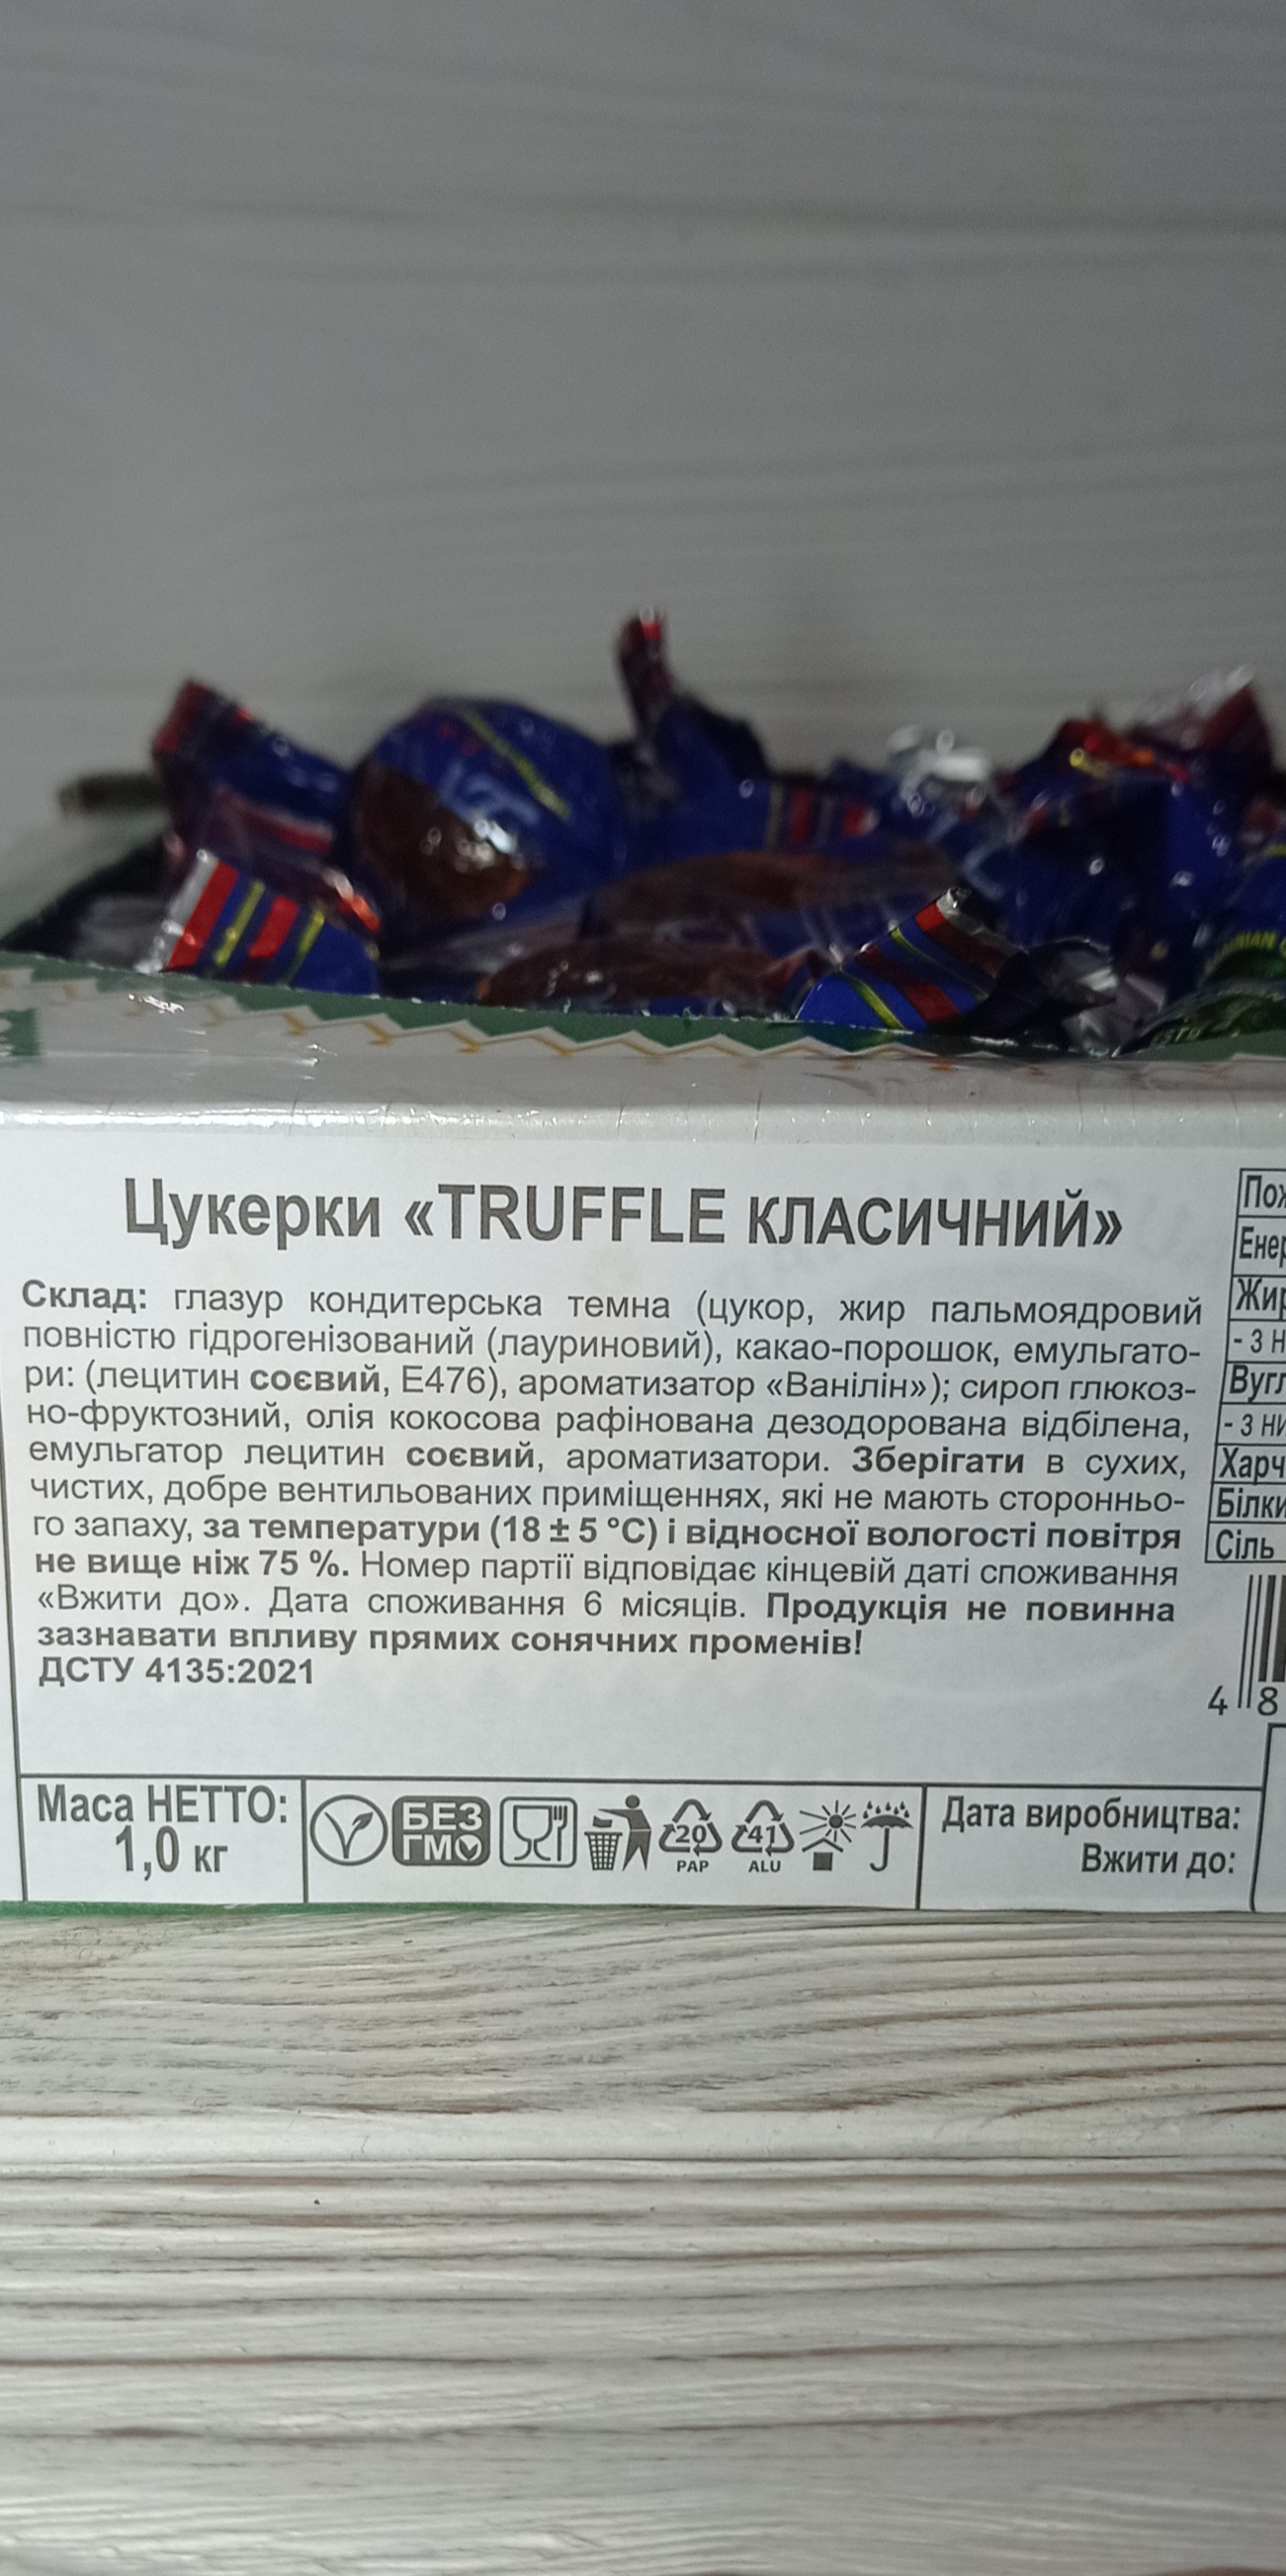 Цукерки «TRUFFLE КЛАСИЧНИЙ»
Склад: глазур кондитерська темна (цукор, жир пальмоядровий
повністю гідрогенізований (лауриновий), какао-порошок, емульгато-
ри: (лецитин соєвий, Е476), ароматизатор «Ванілін»); сироп глюкоз-
но-фруктозний, олія кокосова рафінована дезодорована відбілена,
емульгатор лецитин соєвий, ароматизатори. Зберігати в сухих,
чистих, добре вентильованих приміщеннях, які не мають сторонньо-
го запаху, за температури (18 ± 5 °С) і відносної вологості повітря
не вище ніж 75 %. Номер партії відповідає кінцевій даті споживання
«Вжити до». Дата споживання 6 місяців. Продукція не повинна
зазнавати впливу прямих сонячних променів!
ДСТУ 4135:2021
Сіль
4 8
Маса НЕТТО:
1,0 кг
БЕЗ
ГМО
20
PAP
41
ALU
Дата виробництва:
Вжити до: